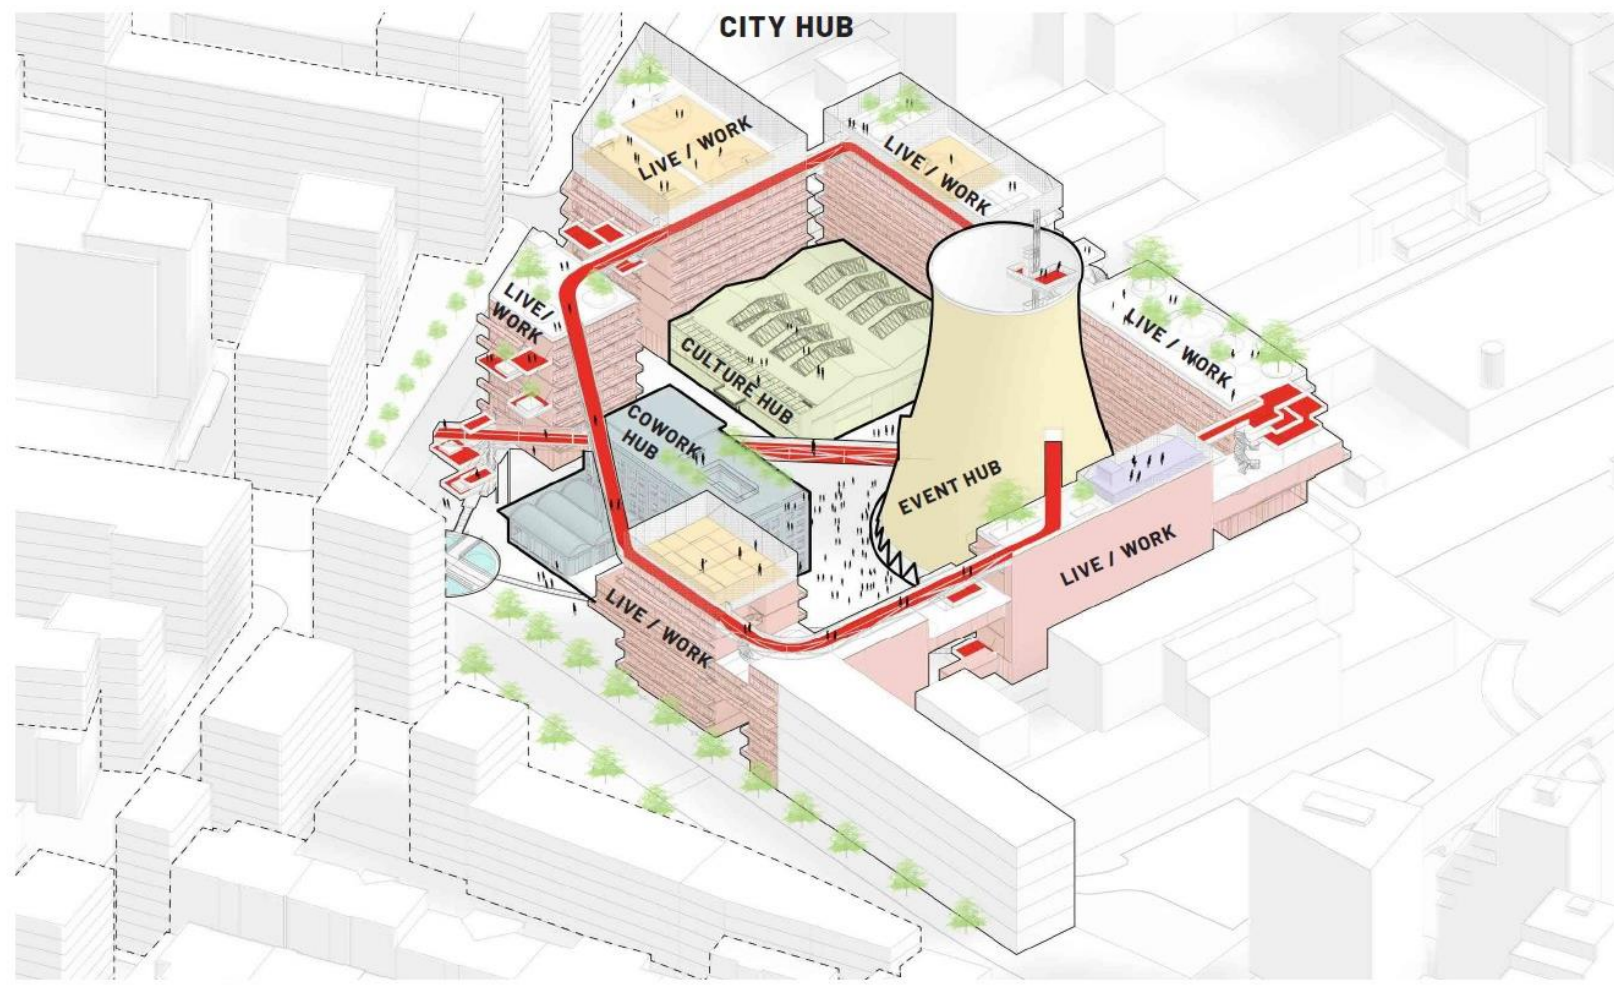 CITY HUB
LIVE / WORK
LIVE / WORK
LIVE/
WORK
LIVE / WORK
CULTURE HUB
COWORK
HUB
EVENT HUB
LIVE / WORK
LIVE / WORK